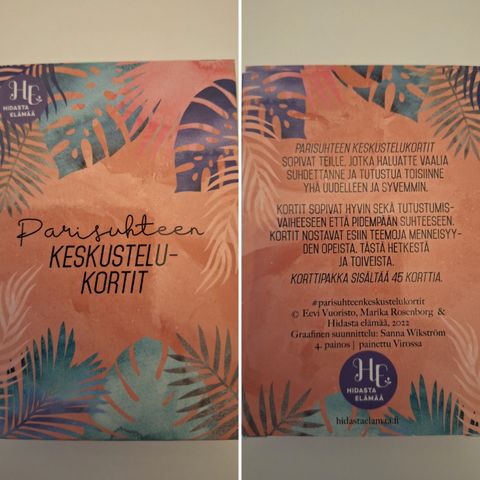 HE
HIDASTA
ELÄMÄÄ
Parisuhteen
KESKUSTELU-
KORTIT
PARISUHTEEN KESKUSTELUKORTIT
SOPIVAT TEILLE, JOTKA HALUATTE VAALIA
SUHDETTANNE JA TUTUSTUA TOISIINNE
YHÄ UUDELLEEN JA SYVEMMIN.
KORTIT SOPIVAT HYVIN SEKÄ TUTUSTUMIS-
VAIHEESEEN ETTÄ PIDEMPÄÄN SUHTEESEEN.
KORTIT NOSTAVAT ESIIN TEEMOJA MENNEISYY-
DEN OPEISTA, TÄSTÄ HETKESTÄ
JA TOIVEISTA.
KORTTIPAKKA SISÄLTÄÄ 45 KORTTIA.
#parisuhteenkeskustelukortit
© Eevi Vuoristo, Marika Rosenborg &
Hidasta elämää, 2022
Graafinen suunnittelu: Sanna Wikström
4. painos | painettu Virossa
HE
HIDASTA
ELÄMÄÄ
hidastaelamaa.fi